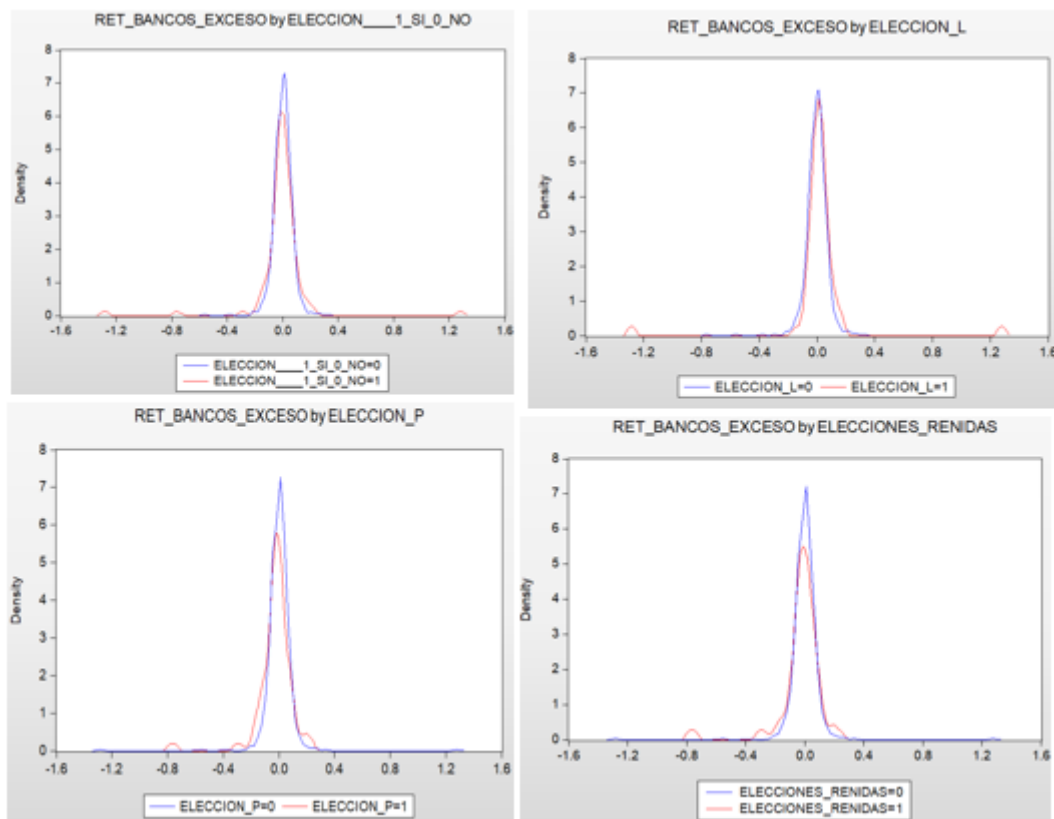 RET_BANCOS_EXCESO by ELECCION____1_SI_0_NO
8
7
6
5
4
3
2
1
0
Density
-1.6 -1.2 -0.8 -0.4 0.0 0.4 0.8 1.2 1.6
ELECCION____1_SI_0_NO=0
ELECCION____1_SI_0_NO=1
RET_BANCOS_EXCESO by ELECCION_L
8
7
6
5
4
3
2
1
0
Density
-1.6 -1.2 -0.8 -0.4 0.0 0.4 0.8 1.2 1.6
ELECCION_L=0 ELECCION_L=1
RET_BANCOS_EXCESO by ELECCION_P
8
7
6
5
4
3
2
1
0
Density
-1.6 -1.2 -0.8 -0.4 0.0 0.4 0.8 1.2 1.6
ELECCION_P=0 ELECCION_P=1
RET_BANCOS_EXCESO by ELECCIONES_RENIDAS
8
7
6
5
4
3
2
1
0
Density
-1.6 -1.2 -0.8 -0.4 0.0 0.4 0.8 1.2 1.6
ELECCIONES_RENIDAS=0
ELECCIONES_RENIDAS=1